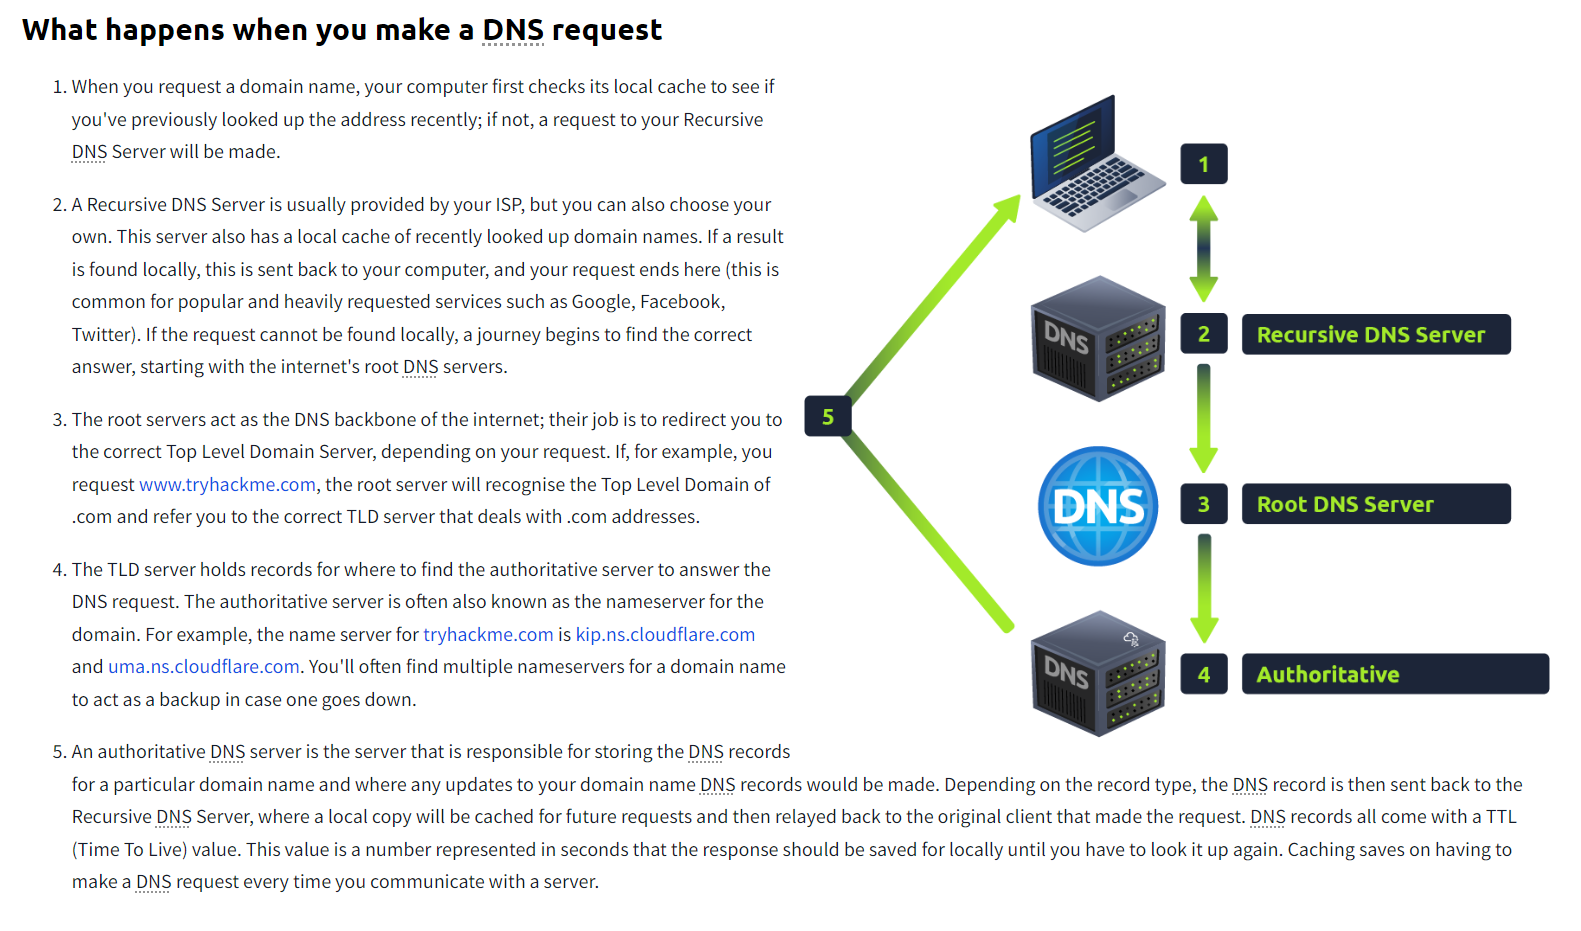 What happens when you make a DNS request
1. When you request a domain name, your computer first checks its local cache to see if
you've previously looked up the address recently; if not, a request to your Recursive
DNS Server will be made.
2. A Recursive DNS Server is usually provided by your ISP, but you can also choose your
own. This server also has a local cache of recently looked up domain names. If a result
is found locally, this is sent back to your computer, and your request ends here (this is
common for popular and heavily requested services such as Google, Facebook,
Twitter). If the request cannot be found locally, a journey begins to find the correct
answer, starting with the internet's root DNS servers.
3. The root servers act as the DNS backbone of the internet; their job is to redirect you to
the correct Top Level Domain Server, depending on your request. If, for example, you
request www.tryhackme.com, the root server will recognise the Top Level Domain of
.com and refer you to the correct TLD server that deals with .com addresses.
4. The TLD server holds records for where to find the authoritative server to answer the
DNS request. The authoritative server is often also known as the nameserver for the
domain. For example, the name server for tryhackme.com is kip.ns.cloudflare.com
and uma.ns.cloudflare.com. You'll often find multiple nameservers for a domain name
to act as a backup in case one goes down.
5. An authoritative DNS server is the server that is responsible for storing the DNS records
for a particular domain name and where any updates to your domain name DNS records would be made. Depending on the record type, the DNS record is then sent back to the
Recursive DNS Server, where a local copy will be cached for future requests and then relayed back to the original client that made the request. DNS records all come with a TTL
(Time To Live) value. This value is a number represented in seconds that the response should be saved for locally until you have to look it up again. Caching saves on having to
make a DNS request every time you communicate with a server.
1
DNS
2
Recursive DNS Server
5
DNS
3
Root DNS Server
DNS
4
Authoritative